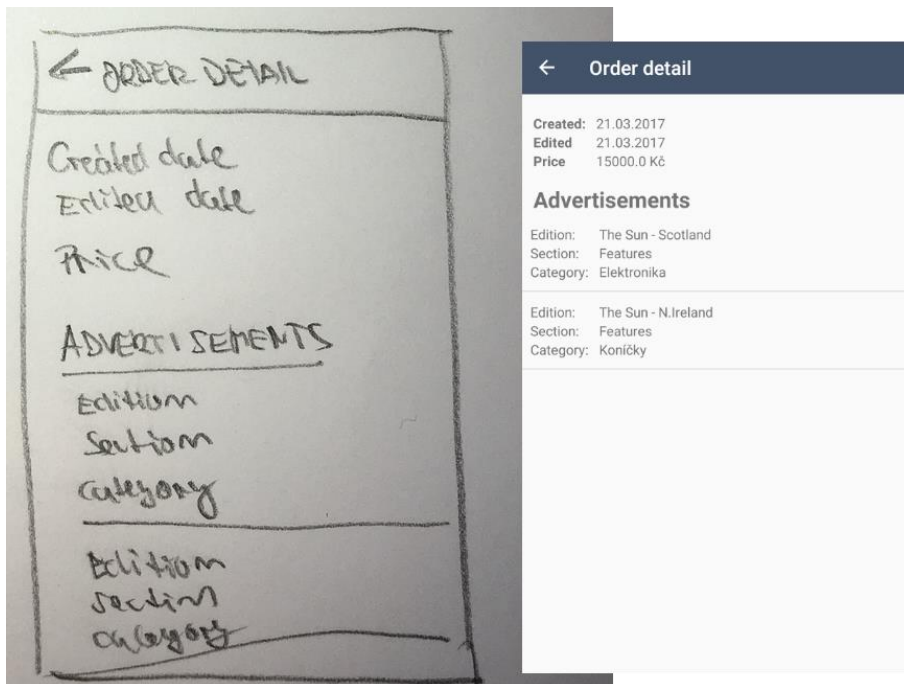 ← ORDER DETAIL
Created date
Edited date
Price
ADVERTISEMENTS
Edition
Section
Category
Edition
Section
Category
← Order detail
Created: 21.03.2017
Edited 21.03.2017
Price 15000.0 Kč
Advertisements
Edition: The Sun - Scotland
Section: Features
Category: Elektronika
Edition: The Sun - N.Ireland
Section: Features
Category: Koníčky